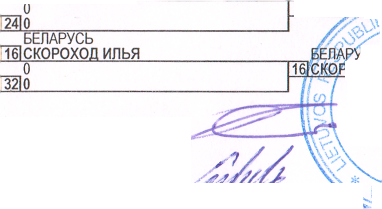 0
24 0
БЕЛАРУСЬ
16 СКОРОХОД ИЛЬЯ
БЕЛАРУ
0
16 СКОР
32 0
LIETUVOS